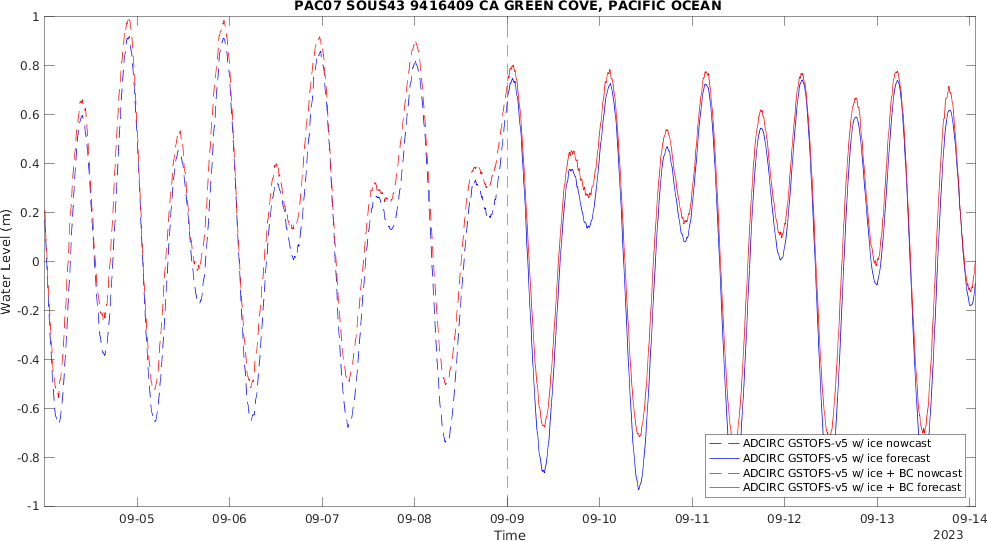 PAC07 SOUS43 9416409 CA GREEN COVE, PACIFIC OCEAN
1
0.8
0.6
0.4
0.2
0
-0.2
-0.4
-0.6
-0.8
-1
Water Level (m)
09-05 09-06 09-07 09-08 09-09 09-10 09-11 09-12 09-13 09-14
Time
2023
ADCIRC GSTOFS-v5 w/ ice nowcast
ADCIRC GSTOFS-v5 w/ ice forecast
ADCIRC GSTOFS-v5 w/ ice + BC nowcast
ADCIRC GSTOFS-v5 w/ ice + BC forecast